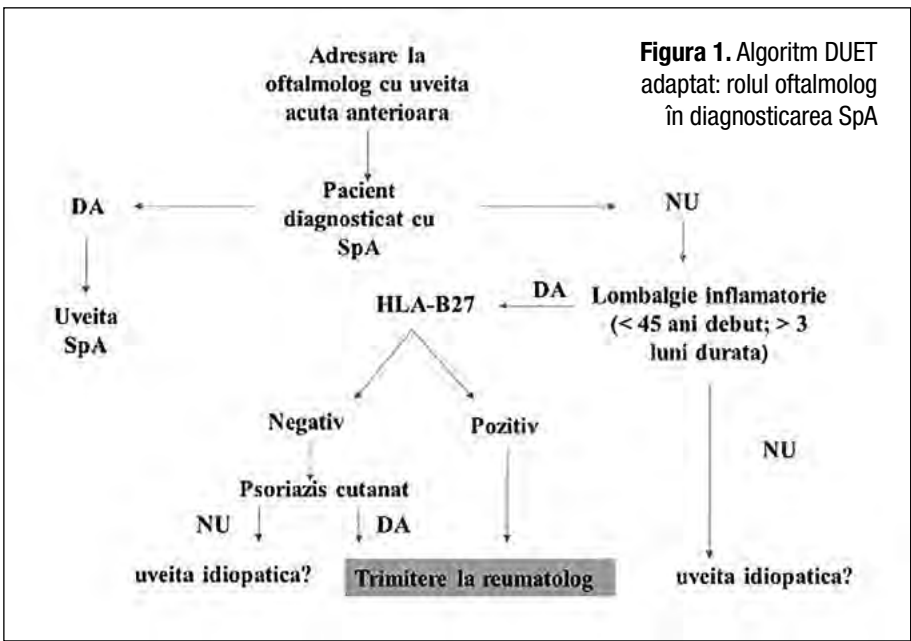 Adresare la
oftalmolog cu uveita
acuta anterioara
Figura 1. Algoritm DUET
adaptat: rolul oftalmolog
în diagnosticarea SpA
DA
Pacient
diagnosticat cu
SpA
NU
Uveita
SpA
HLA-B27
DA
Lombalgie inflamatorie
(< 45 ani debut; > 3
luni durata)
Negativ
Pozitiv
NU
Psoriazis cutanat
NU
DA
uveita idiopatica?
Trimitere la reumatolog
uveita idiopatica?